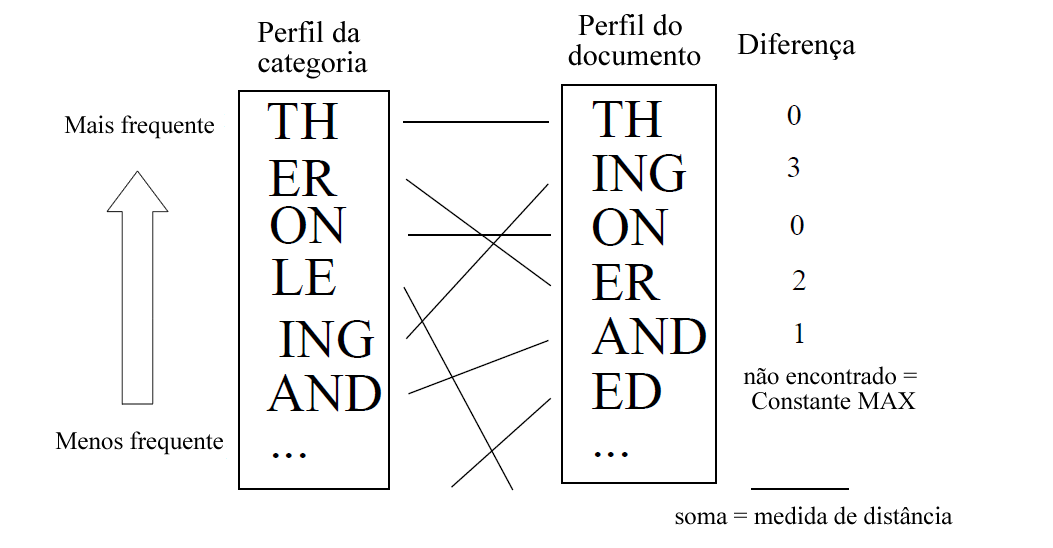 Perfil da
categoria
Perfil do
documento
Diferença
Mais frequente
Menos frequente
TH
ER
ON
LE
ING
AND
...
TH
ING
ON
ER
AND
ED
...
0
3
0
2
1
não encontrado =
Constante MAX
soma = medida de distância